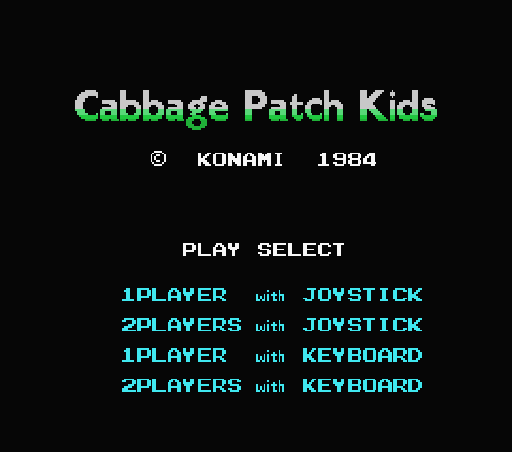 Cabbage Patch Kids
© KONAMI 1984
PLAY SELECT
1PLAYER with JOYSTICK
2PLAYERS with JOYSTICK
1PLAYER with KEYBOARD
2PLAYERS with KEYBOARD